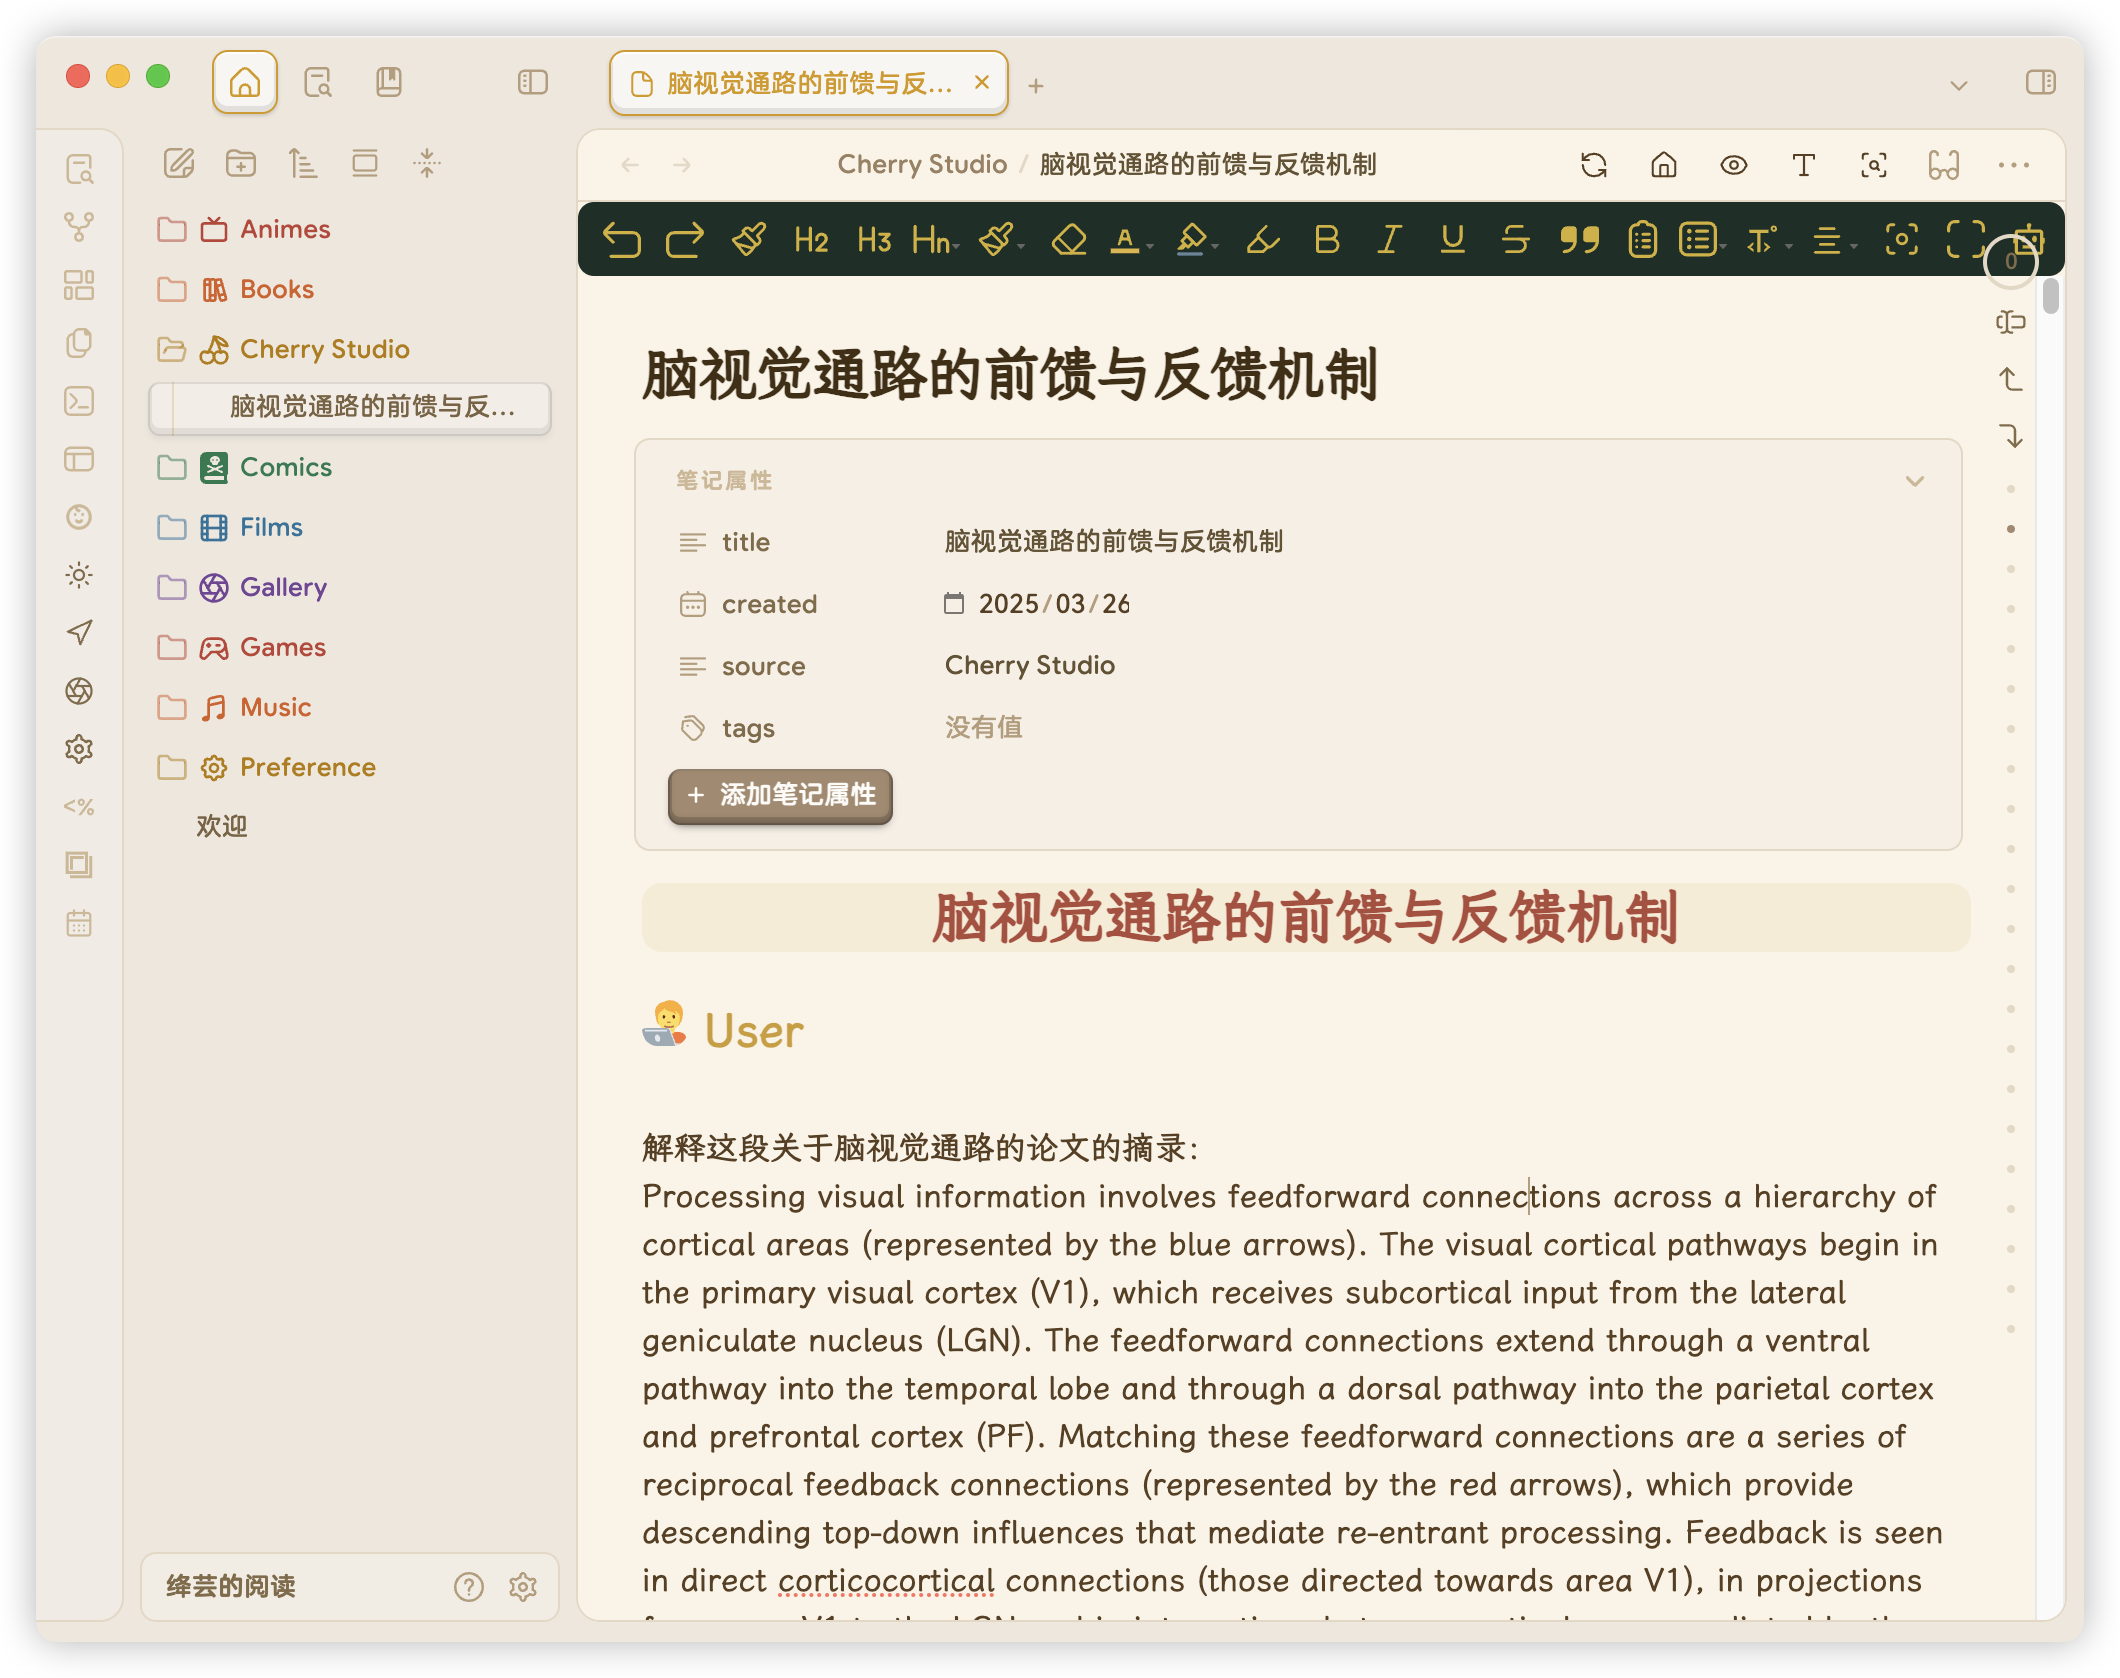 脑视觉通路的前馈与反...
Cherry Studio / 脑视觉通路的前馈与反馈机制
H2 H3 Hn A B I U S T
0
Animes
Books
Cherry Studio
脑视觉通路的前馈与反...
Comics
Films
Gallery
Games
Music
Preference
欢迎
<%
绛芸的阅读
脑视觉通路的前馈与反馈机制
笔记属性
title 脑视觉通路的前馈与反馈机制
created 2025/03/26
source Cherry Studio
tags 没有值
+ 添加笔记属性
脑视觉通路的前馈与反馈机制
User
解释这段关于脑视觉通路的论文的摘录:
Processing visual information involves feedforward connections across a hierarchy of
cortical areas (represented by the blue arrows). The visual cortical pathways begin in
the primary visual cortex (V1), which receives subcortical input from the lateral
geniculate nucleus (LGN). The feedforward connections extend through a ventral
pathway into the temporal lobe and through a dorsal pathway into the parietal cortex
and prefrontal cortex (PF). Matching these feedforward connections are a series of
reciprocal feedback connections (represented by the red arrows), which provide
descending top-down influences that mediate re-entrant processing. Feedback is seen
in direct corticocortical connections (those directed towards area V1), in projections